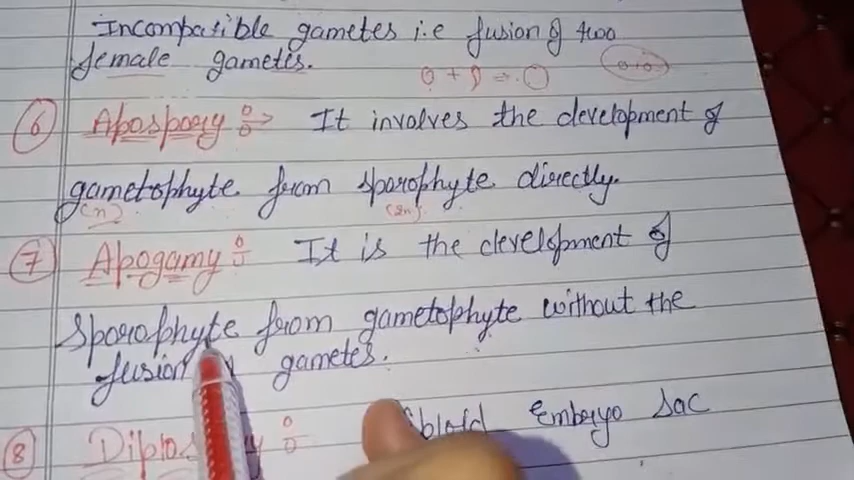 Incompatible gametes i.e fusion of two
female gametes.
⑥ Apospory :-> It involves the development of
gametophyte from sporophyte directly.
(n) (2n)
⑦ Apogamy :- It is the development of
Sporophyte from gametophyte without the
fusion gametes.
⑧ Embryo Sac